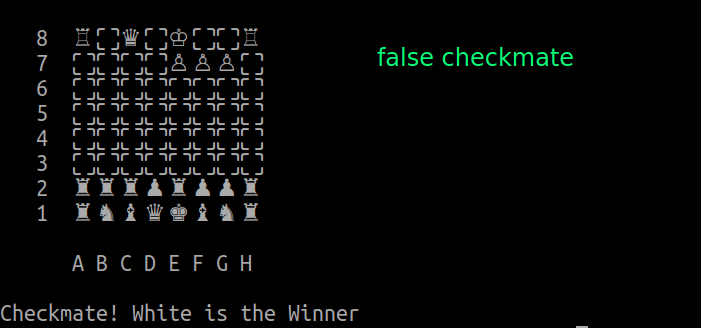 8 ♖ ♛ ♔ ♖
false checkmate
7 ♙ ♙ ♙
6
5
4
3
2 ♜ ♜ ♜ ♟ ♜ ♟ ♟ ♜
1 ♜ ♞ ♝ ♛ ♚ ♝ ♞ ♜
A B C D E F G H
Checkmate! White is the Winner